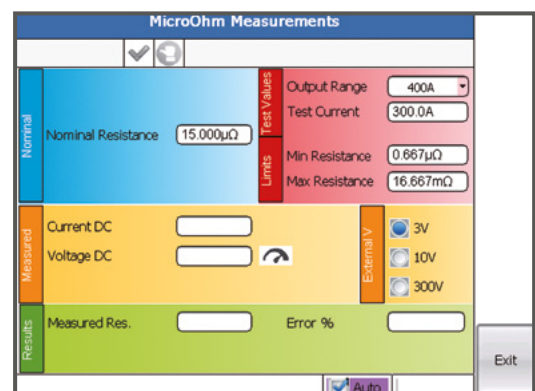 MicroOhm Measurements
Nominal
Nominal Resistance 15.000µΩ
Test Values
Output Range 400A
Test Current 300.0A
Limits
Min Resistance 0.667µΩ
Max Resistance 16.667mΩ
Measured
Current DC
Voltage DC
External V
3V
10V
300V
Results
Measured Res.
Error %
Exit
Auto